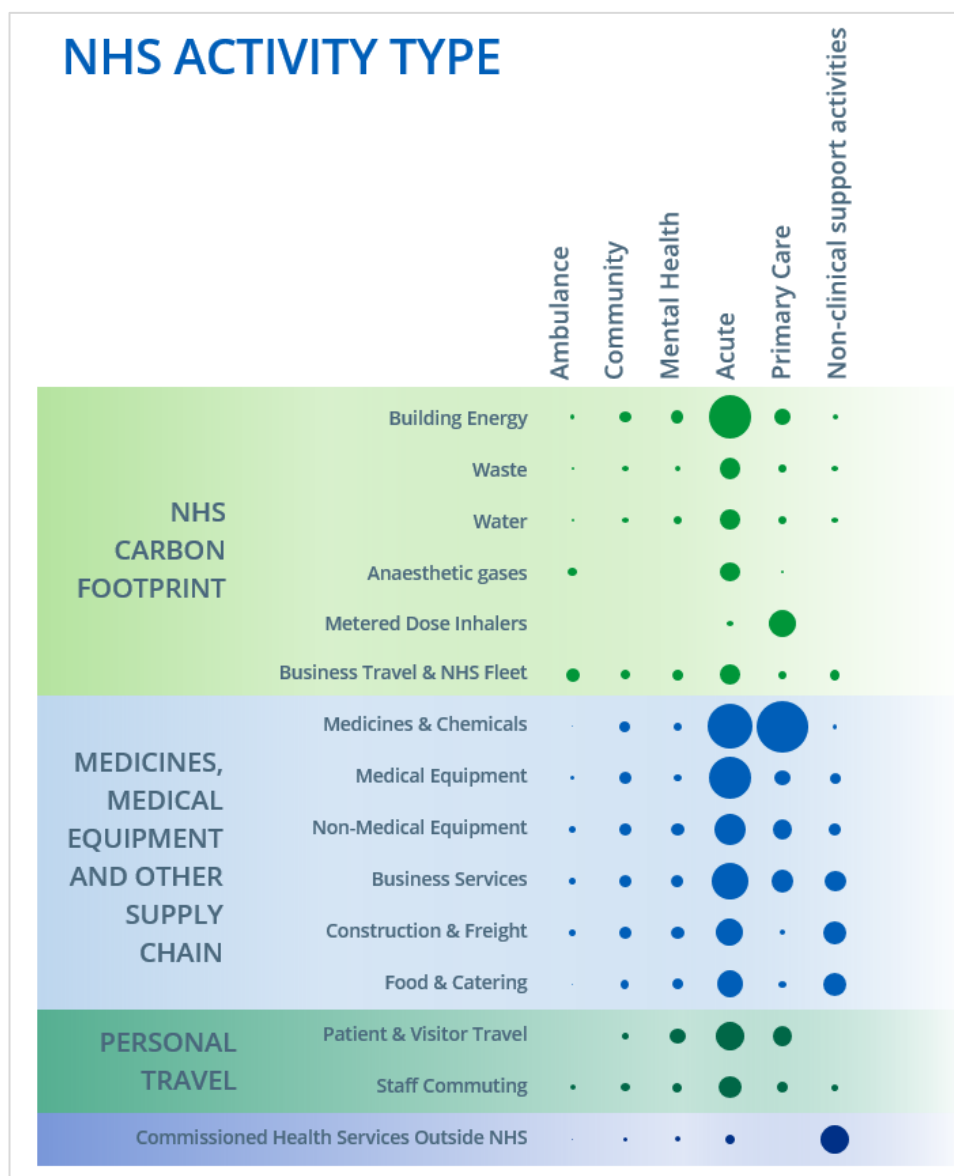 NHS ACTIVITY TYPE
Ambulance
Community
Mental Health
Acute
Primary Care
Non-clinical support activities
NHS
CARBON
FOOTPRINT
Building Energy
Waste
Water
Anaesthetic gases
Metered Dose Inhalers
Business Travel & NHS Fleet
MEDICINES,
MEDICAL
EQUIPMENT
AND OTHER
SUPPLY
CHAIN
Medicines & Chemicals
Medical Equipment
Non-Medical Equipment
Business Services
Construction & Freight
Food & Catering
PERSONAL
TRAVEL
Patient & Visitor Travel
Staff Commuting
Commissioned Health Services Outside NHS